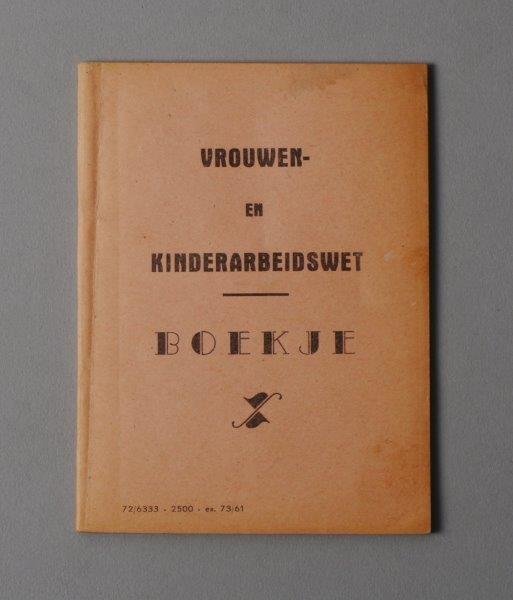 VROUWEN-
EN
KINDERARBEIDSWET
BOEKJE
72/6333 - 2500 - ex. 73/61